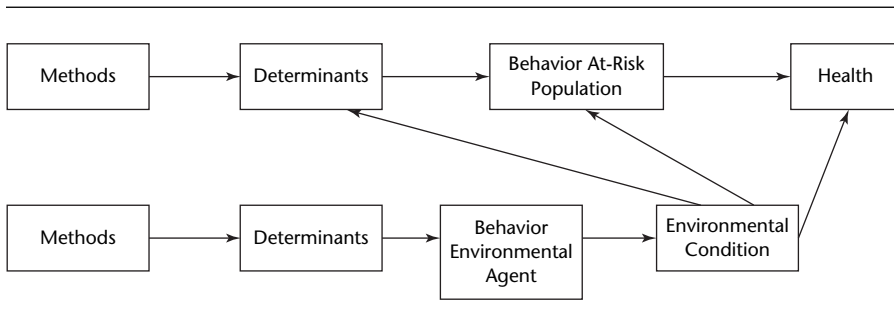 Methods
Determinants
Behavior At-Risk
Population
Health
Methods
Determinants
Behavior
Environmental
Agent
Environmental
Condition